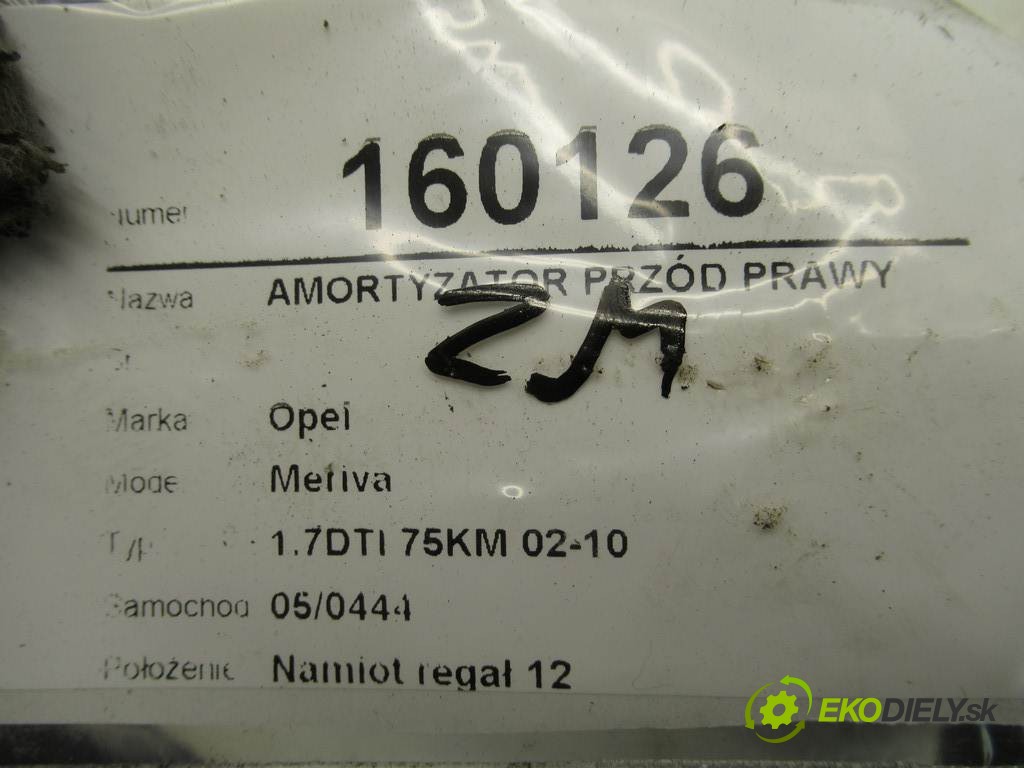 Numer 160126
Nazwa AMORTYZATOR PRZÓD PRAWY
ZM
Marka Opel
Model Meriva
Typ 1.7DTI 75KM 02-10
Samochód 05/0444
Położenie Namiot regał 12
EKODIELY.sk